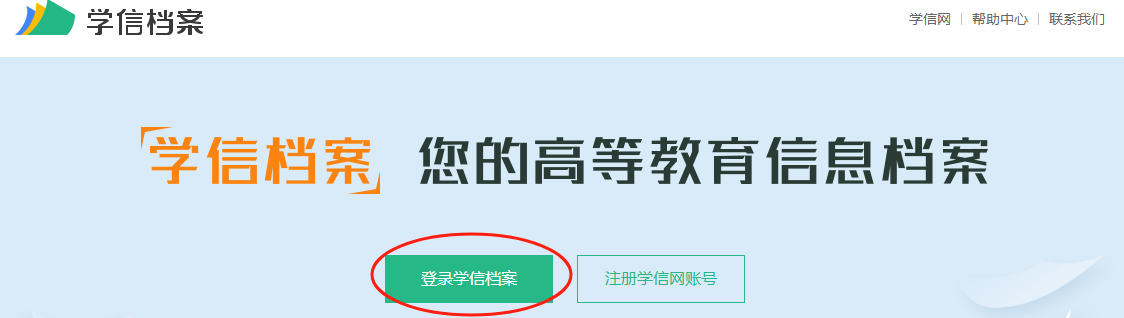 学信档案
学信网 | 帮助中心 | 联系我们
学信档案 您的高等教育信息档案
登录学信档案 注册学信网账号